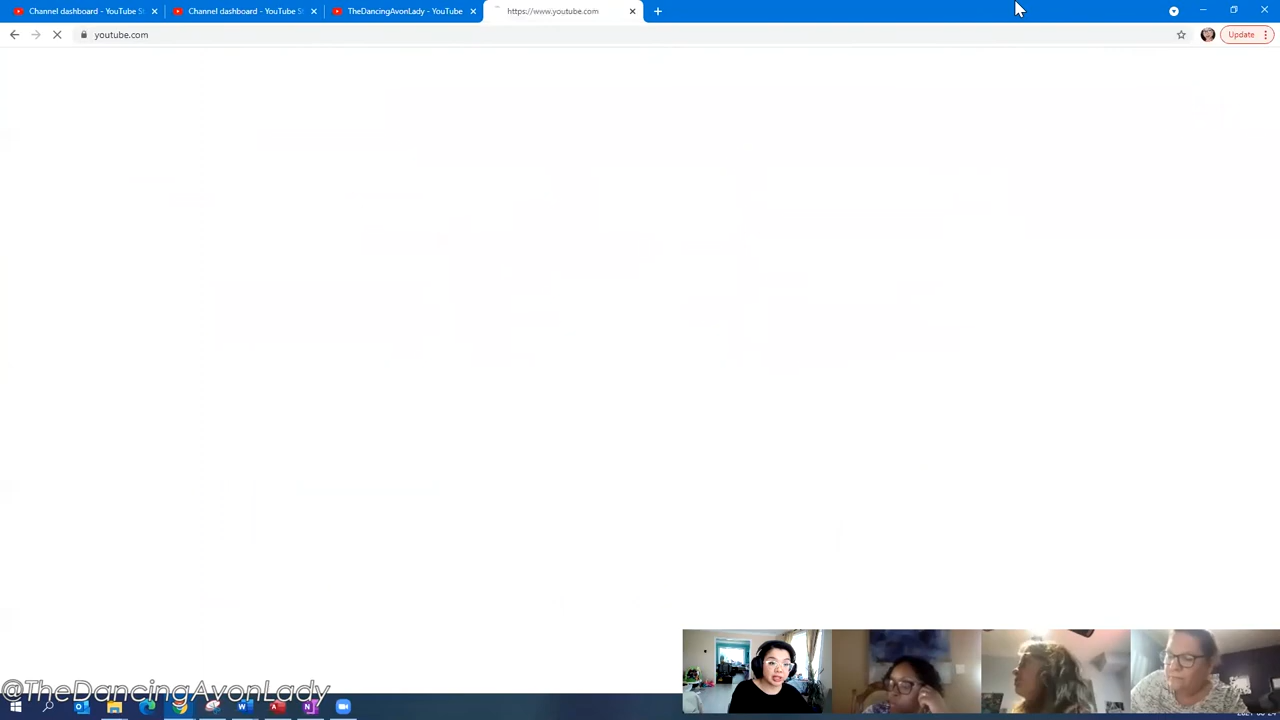 Channel dashboard - YouTube St
Channel dashboard - YouTube St
TheDancingAvonLady - YouTube
https://www.youtube.com
youtube.com
Update
@TheDancingAvonLady